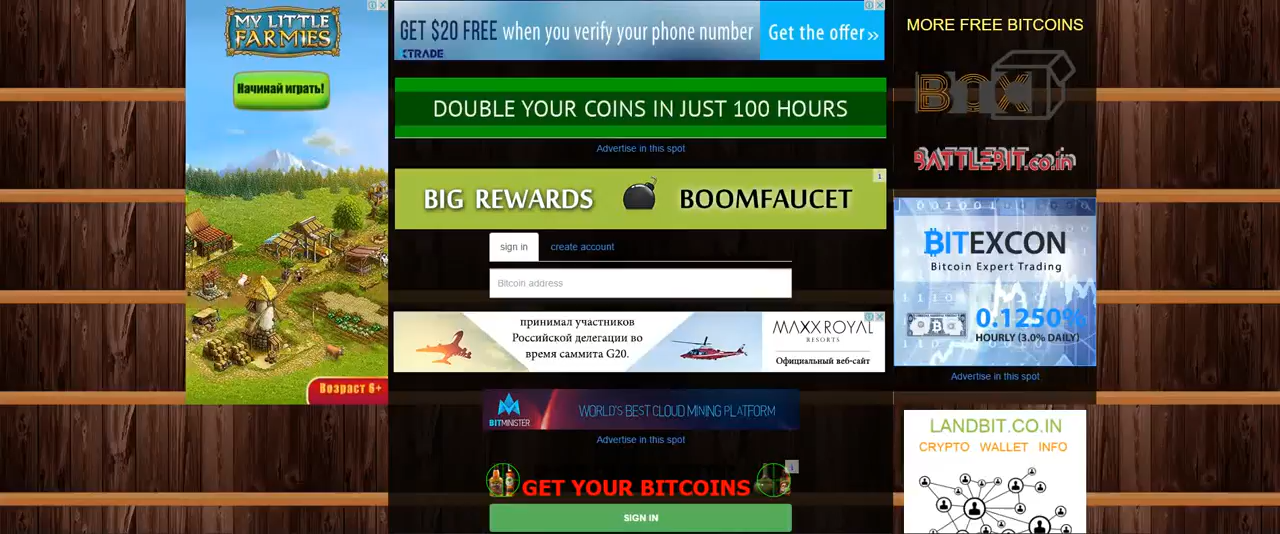 MY LITTLE
FARMIES
Начинай играть!
Возраст 6+
GET $20 FREE when you verify your phone number
XTRADE
Get the offer »
DOUBLE YOUR COINS IN JUST 100 HOURS
Advertise in this spot
BIG REWARDS
BOOMFAUCET
sign in
create account
Bitcoin address
принимал участников
Российской делегации во
время саммита G20.
MAXX ROYAL
RESORTS
Официальный веб-сайт
BITMINISTER
WORLD'S BEST CLOUD MINING PLATFORM
Advertise in this spot
GET YOUR BITCOINS
SIGN IN
MORE FREE BITCOINS
BOX
BATTLEBIT.co.in
BITEXCON
Bitcoin Expert Trading
0.1250%
HOURLY (3.0% DAILY)
Advertise in this spot
LANDBIT.CO.IN
CRYPTO WALLET INFO